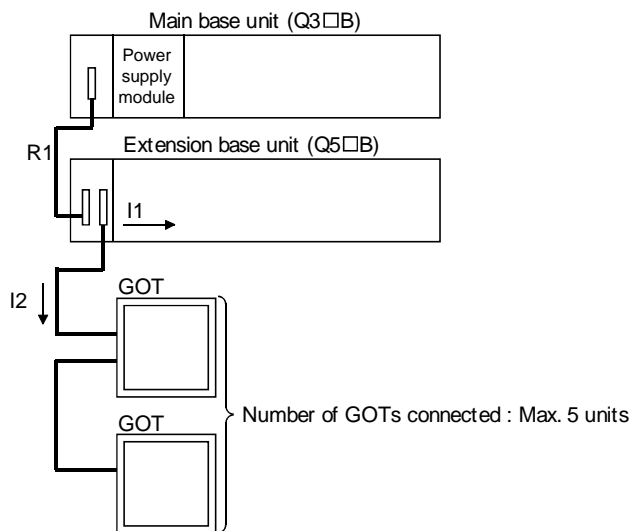 Main base unit (Q3□B)
Power
supply
module
R1
Extension base unit (Q5□B)
I1
I2
GOT
Number of GOTs connected : Max. 5 units
GOT